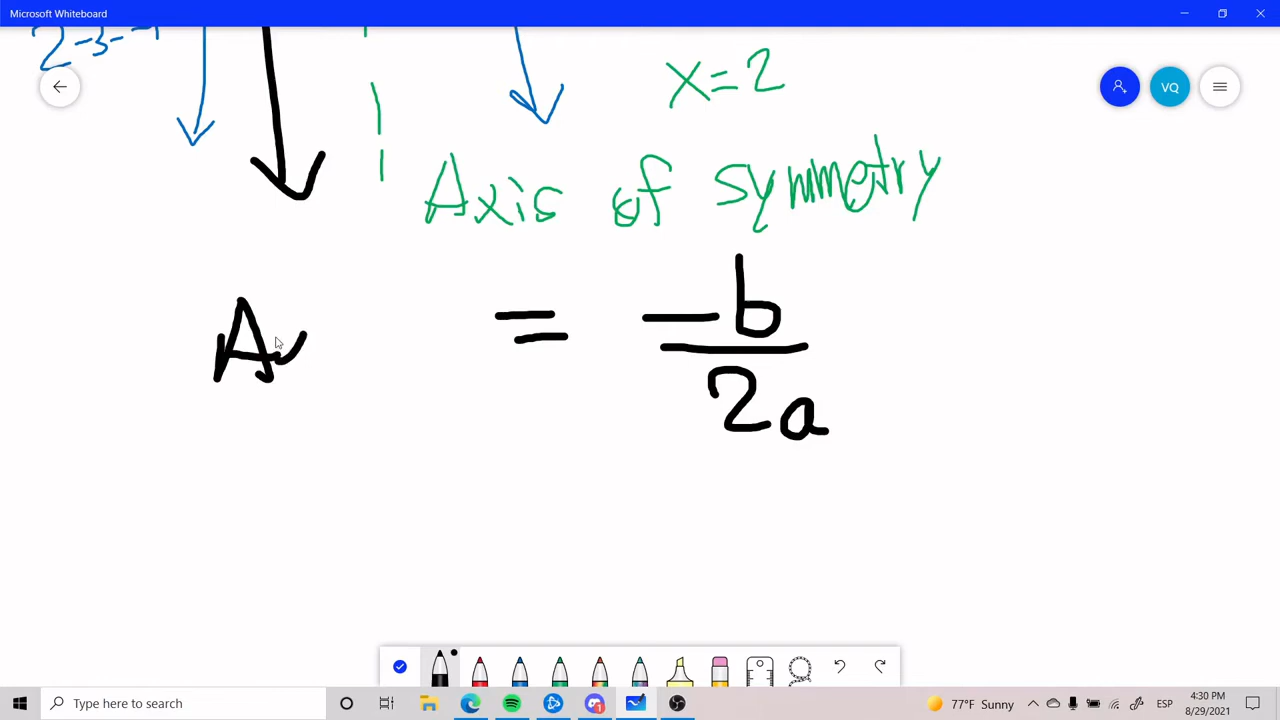 Microsoft Whiteboard
x=2
VQ
Axis of symmetry
A = -b
2a
Type here to search
77°F Sunny
ESP
4:30 PM
8/29/2021